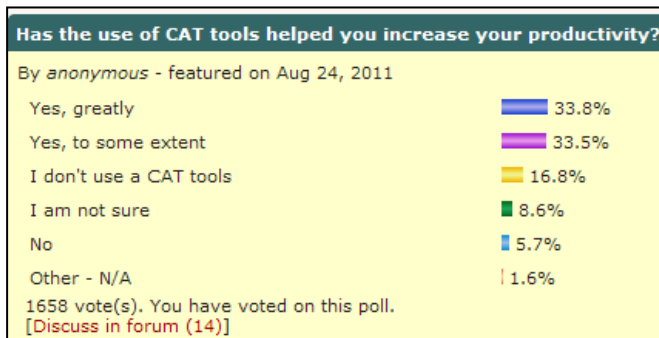 Has the use of CAT tools helped you increase your productivity?
By anonymous - featured on Aug 24, 2011
Yes, greatly 33.8%
Yes, to some extent 33.5%
I don't use a CAT tools 16.8%
I am not sure 8.6%
No 5.7%
Other - N/A 1.6%
1658 vote(s). You have voted on this poll.
[Discuss in forum (14)]